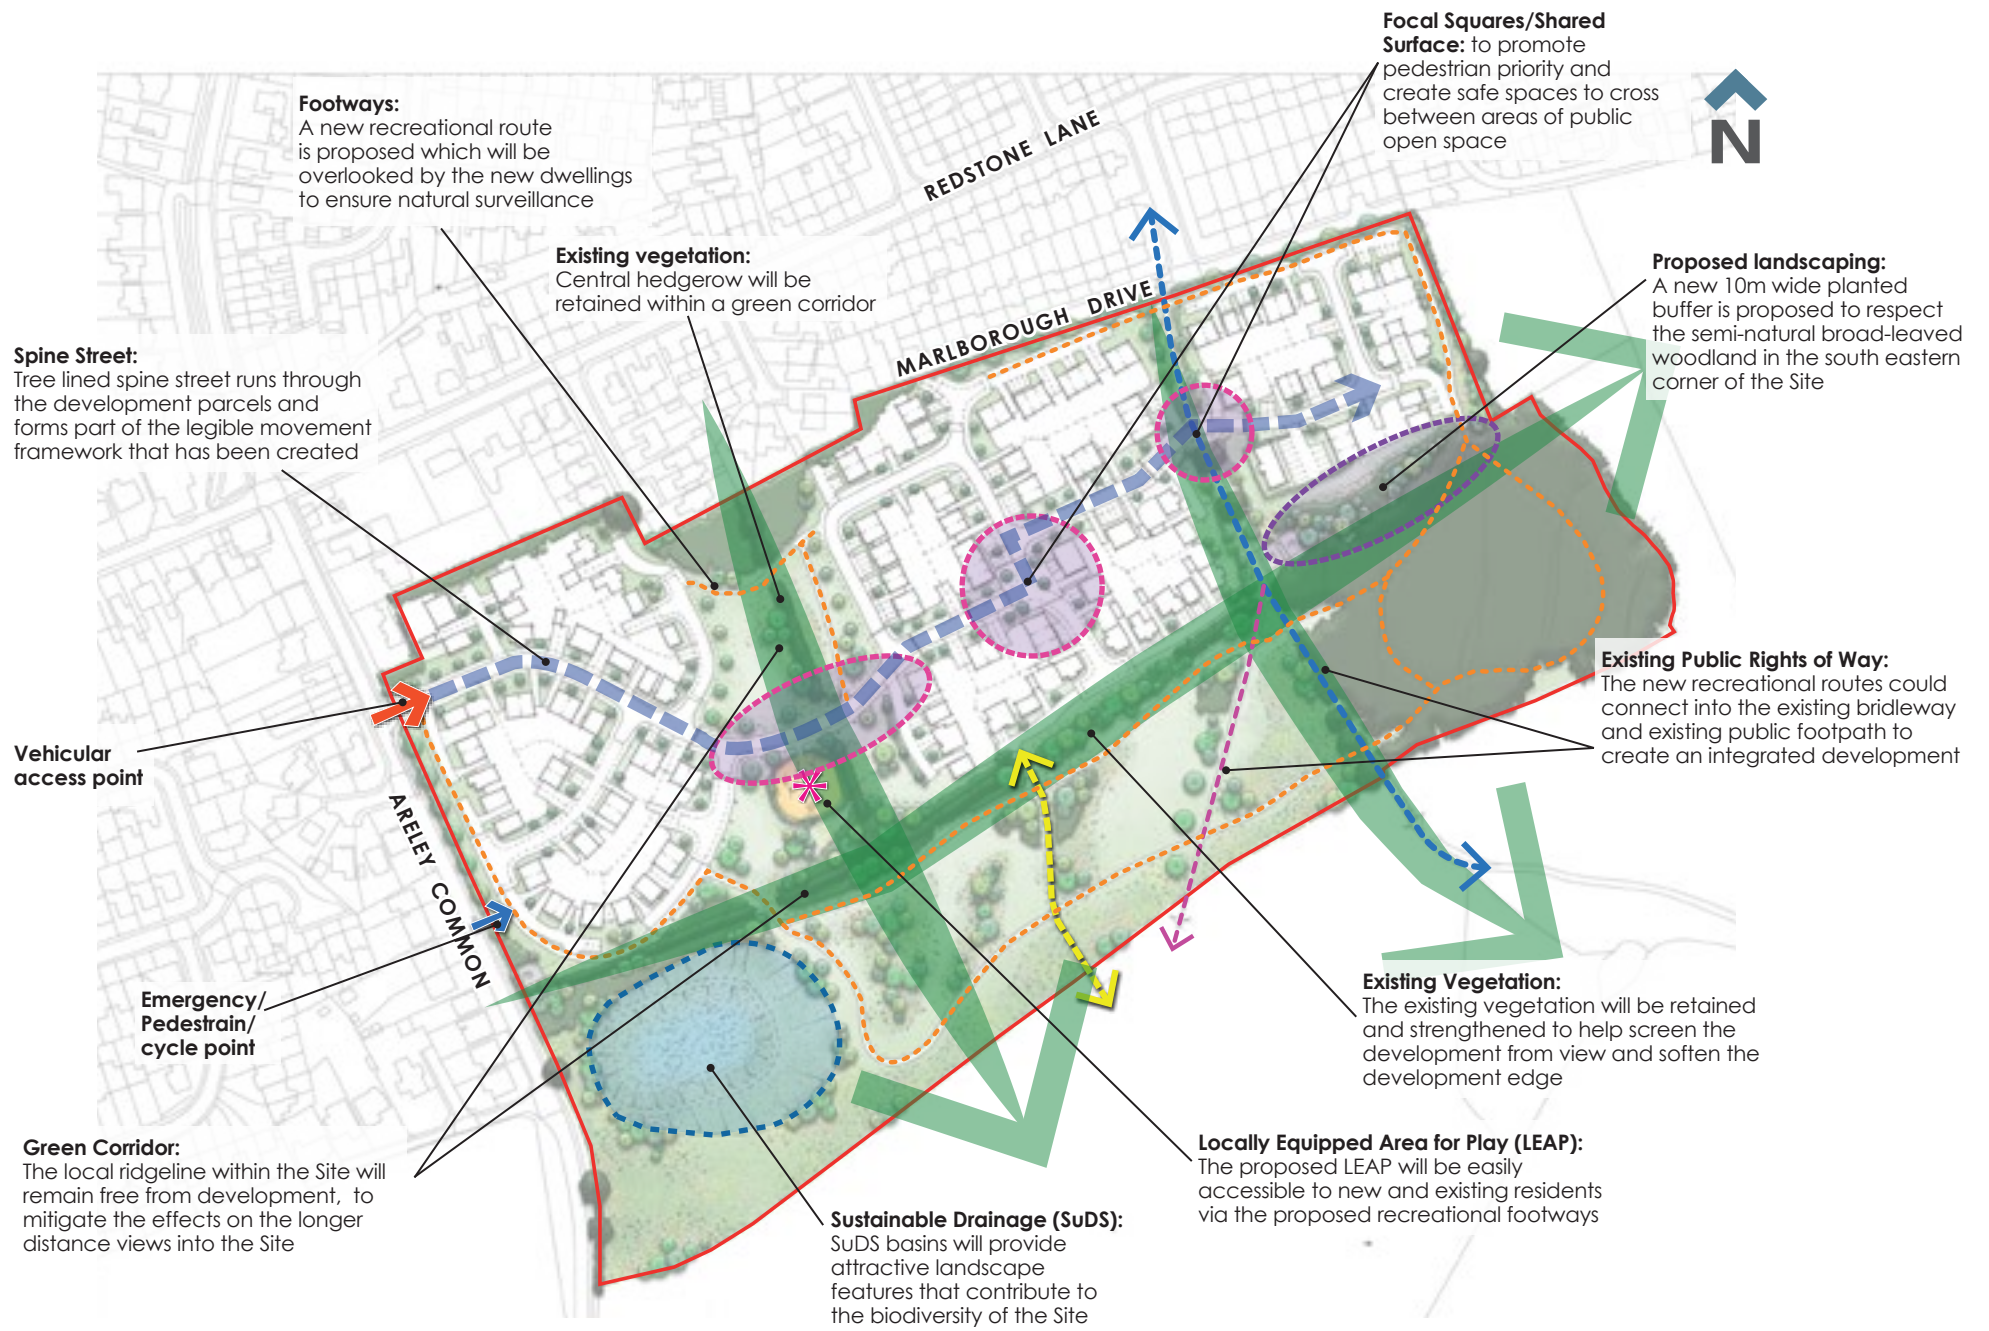 Focal Squares/Shared
Surface: to promote
pedestrian priority and
create safe spaces to cross
between areas of public
open space
N
Footways:
A new recreational route
is proposed which will be
overlooked by the new dwellings
to ensure natural surveillance
REDSTONE LANE
Existing vegetation:
Central hedgerow will be
retained within a green corridor
MARLBOROUGH DRIVE
Proposed landscaping:
A new 10m wide planted
buffer is proposed to respect
the semi-natural broad-leaved
woodland in the south eastern
corner of the Site
Spine Street:
Tree lined spine street runs through
the development parcels and
forms part of the legible movement
framework that has been created
Existing Public Rights of Way:
The new recreational routes could
connect into the existing bridleway
and existing public footpath to
create an integrated development
Vehicular
access point
ARELEY COMMON
Emergency/
Pedestrain/
cycle point
Existing Vegetation:
The existing vegetation will be retained
and strengthened to help screen the
development from view and soften the
development edge
Green Corridor:
The local ridgeline within the Site will
remain free from development, to
mitigate the effects on the longer
distance views into the Site
Locally Equipped Area for Play (LEAP):
The proposed LEAP will be easily
accessible to new and existing residents
via the proposed recreational footways
Sustainable Drainage (SuDS):
SuDS basins will provide
attractive landscape
features that contribute to
the biodiversity of the Site